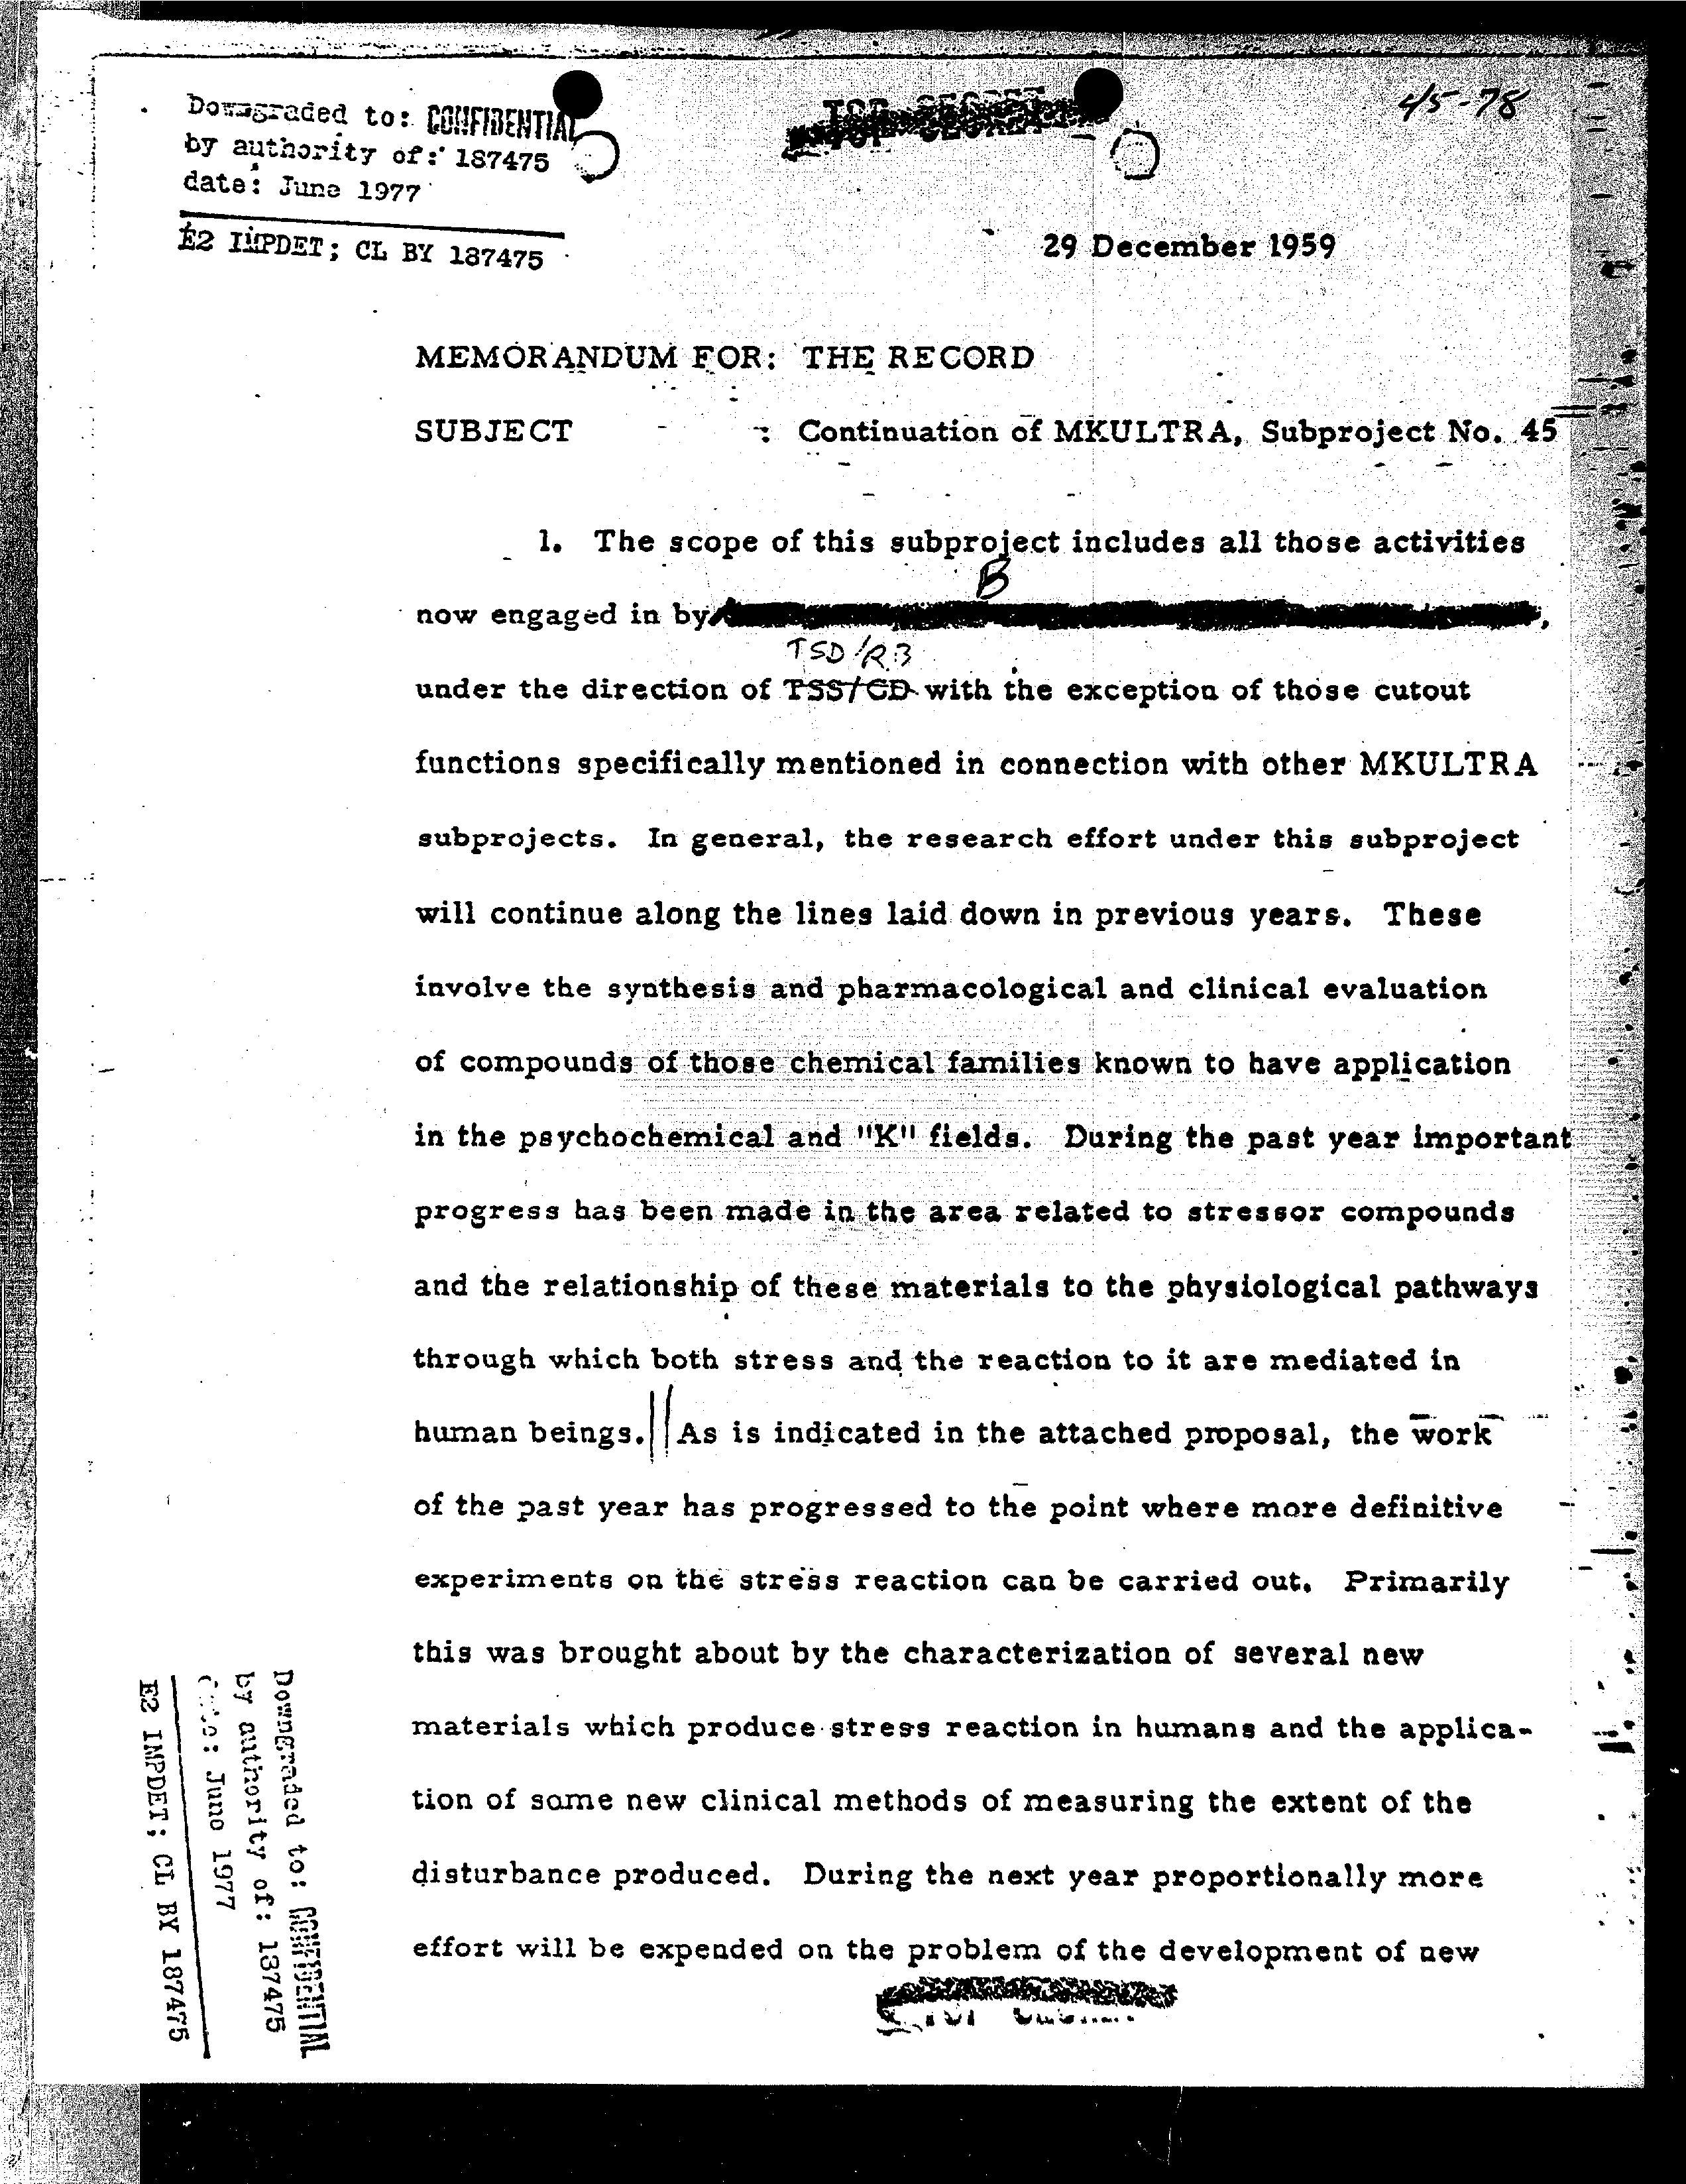 Downgraded to: CONFIDENTIAL
by authority of: 187475
date: June 1977
E2 IMPDET; CL BY 187475
TOP SECRET
45-78
29 December 1959
MEMORANDUM FOR: THE RECORD
SUBJECT : Continuation of MKULTRA, Subproject No. 45
1. The scope of this subproject includes all those activities
B
now engaged in by ,
TSD/RB
under the direction of TSS/CD with the exception of those cutout
functions specifically mentioned in connection with other MKULTRA
subprojects. In general, the research effort under this subproject
will continue along the lines laid down in previous years. These
involve the synthesis and pharmacological and clinical evaluation
of compounds of those chemical families known to have application
in the psychochemical and "K" fields. During the past year important
progress has been made in the area related to stressor compounds
and the relationship of these materials to the physiological pathways
through which both stress and the reaction to it are mediated in
human beings. As is indicated in the attached proposal, the work
of the past year has progressed to the point where more definitive
experiments on the stress reaction can be carried out. Primarily
this was brought about by the characterization of several new
materials which produce stress reaction in humans and the applica-
tion of some new clinical methods of measuring the extent of the
disturbance produced. During the next year proportionally more
effort will be expended on the problem of the development of new
Downgraded to: CONFIDENTIAL
by authority of: 187475
date: June 1977
E2 IMPDET; CL BY 187475